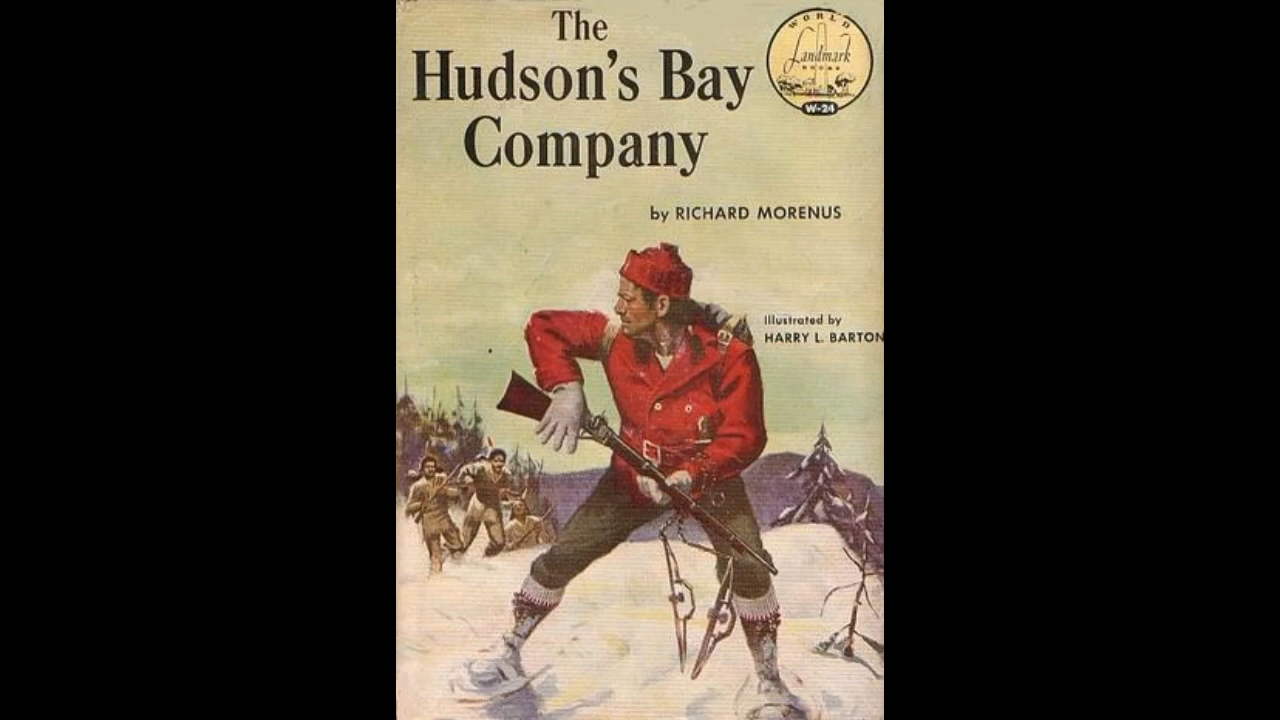 The
Hudson's Bay
Company
WORLD
Landmark
BOOKS
W-24
by RICHARD MORENUS
Illustrated by
HARRY L. BARTON